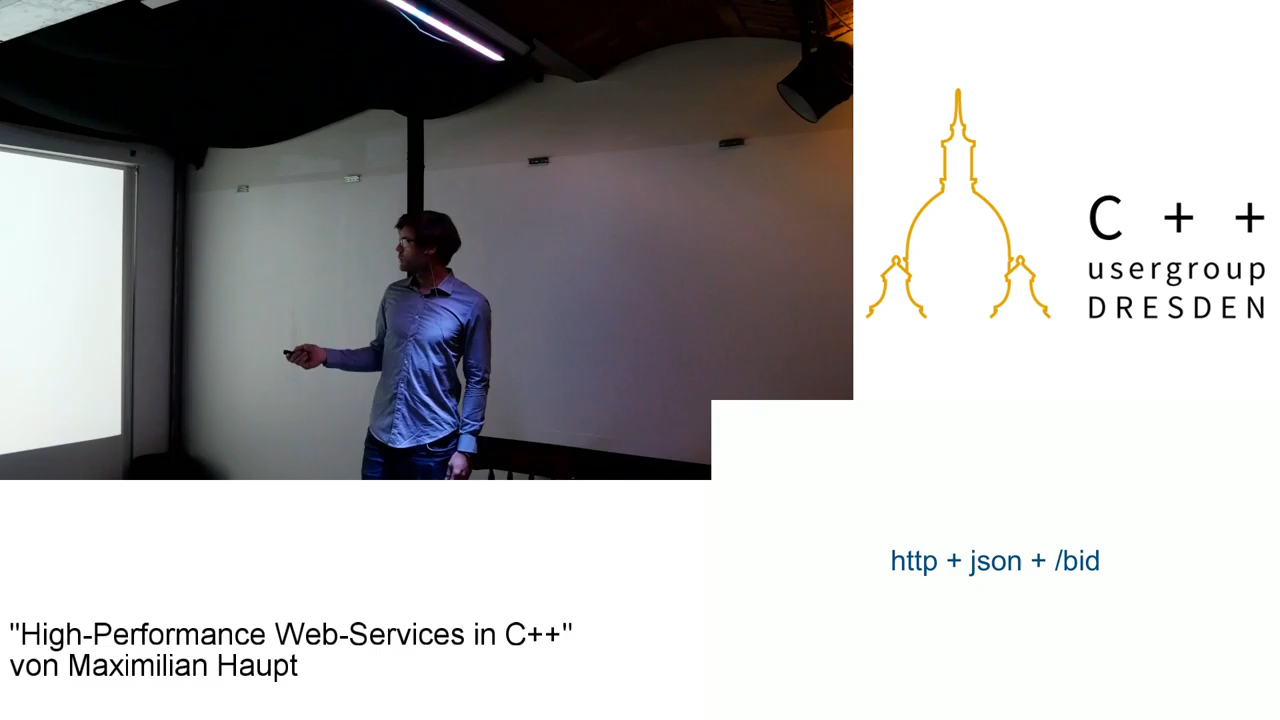 C + +
usergroup
DRESDEN
http + json + /bid
"High-Performance Web-Services in C++"
von Maximilian Haupt